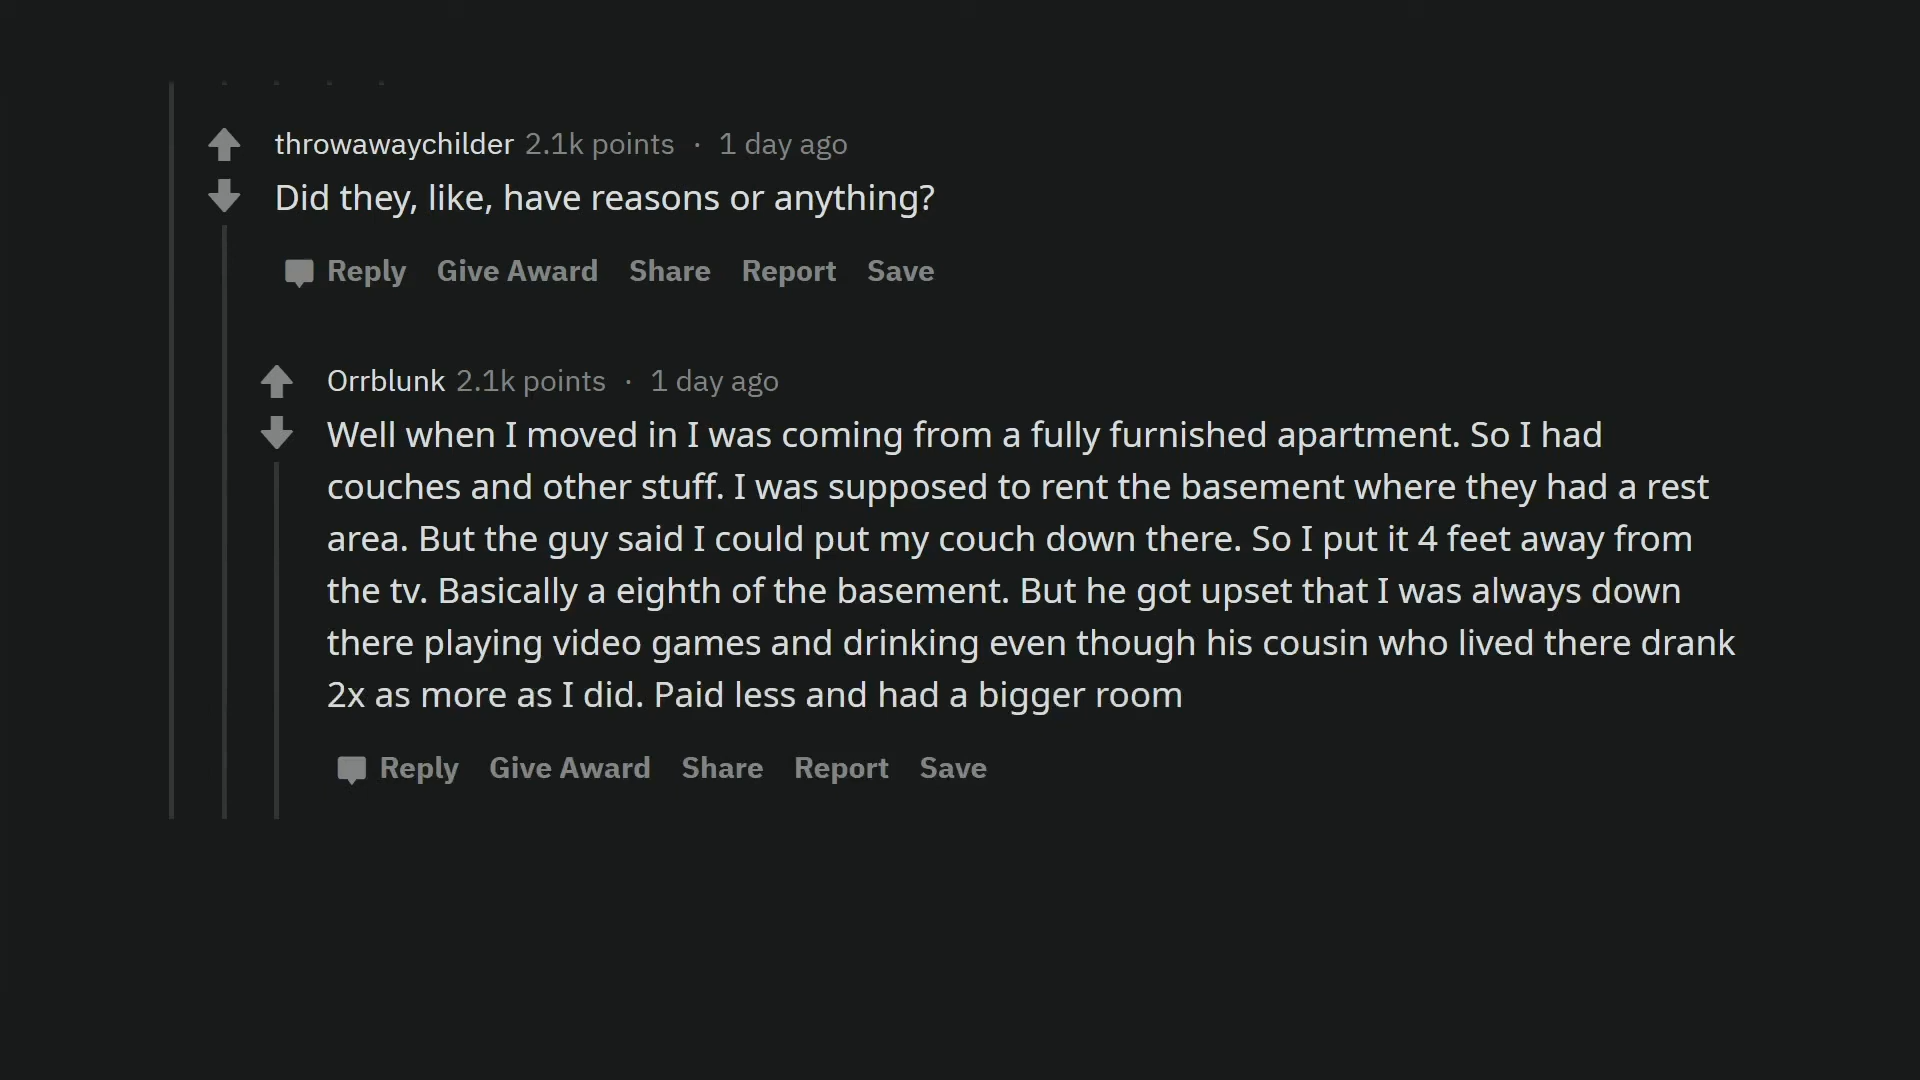 throwawaychilder 2.1k points · 1 day ago
Did they, like, have reasons or anything?
Reply Give Award Share Report Save
Orrblunk 2.1k points · 1 day ago
Well when I moved in I was coming from a fully furnished apartment. So I had
couches and other stuff. I was supposed to rent the basement where they had a rest
area. But the guy said I could put my couch down there. So I put it 4 feet away from
the tv. Basically a eighth of the basement. But he got upset that I was always down
there playing video games and drinking even though his cousin who lived there drank
2x as more as I did. Paid less and had a bigger room
Reply Give Award Share Report Save